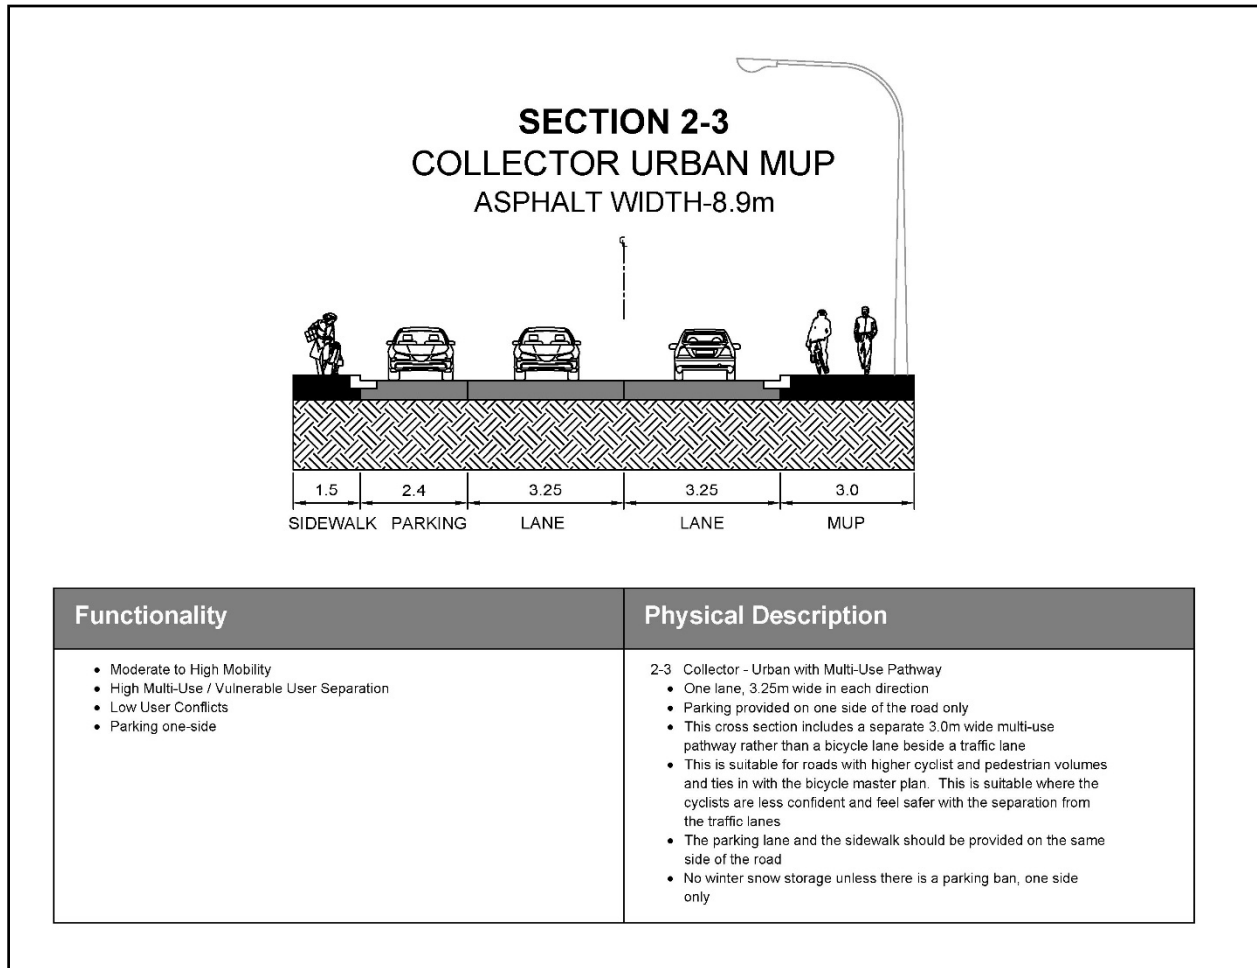 SECTION 2-3
COLLECTOR URBAN MUP
ASPHALT WIDTH-8.9m
1.5 2.4 3.25 3.25 3.0
SIDEWALK PARKING LANE LANE MUP
Functionality
• Moderate to High Mobility
• High Multi-Use / Vulnerable User Separation
• Low User Conflicts
• Parking one-side
Physical Description
2-3 Collector - Urban with Multi-Use Pathway
• One lane, 3.25m wide in each direction
• Parking provided on one side of the road only
• This cross section includes a separate 3.0m wide multi-use
pathway rather than a bicycle lane beside a traffic lane
• This is suitable for roads with higher cyclist and pedestrian volumes
and ties in with the bicycle master plan. This is suitable where the
cyclists are less confident and feel safer with the separation from
the traffic lanes
• The parking lane and the sidewalk should be provided on the same
side of the road
• No winter snow storage unless there is a parking ban, one side
only